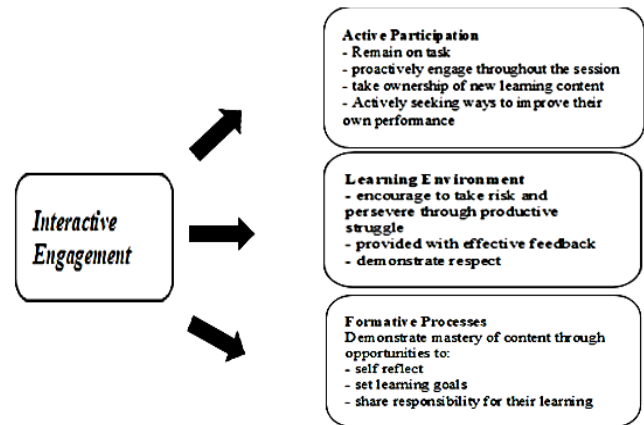 Interactive
Engagement
Active Participation
- Remain on task
- proactively engage throughout the session
- take ownership of new learning content
- Actively seeking ways to improve their
own performance
Learning Environment
- encourage to take risk and
persevere through productive
struggle
- provided with effective feedback
- demonstrate respect
Formative Processes
Demonstrate mastery of content through
opportunities to:
- self reflect
- set learning goals
- share responsibility for their learning